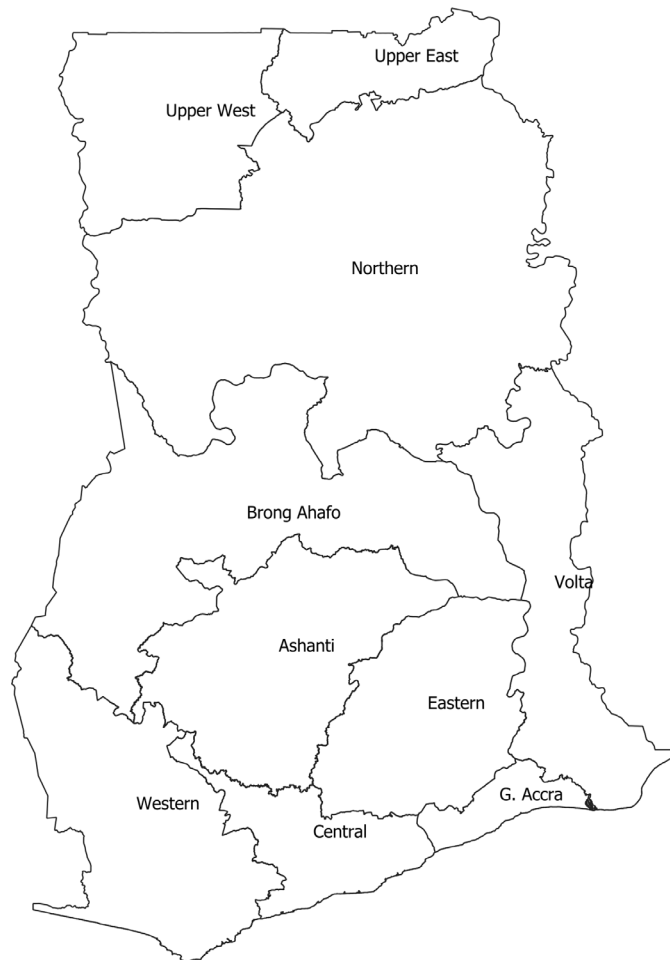 Upper East
Upper West
Northern
Brong Ahafo
Volta
Ashanti
Eastern
G. Accra
Western
Central